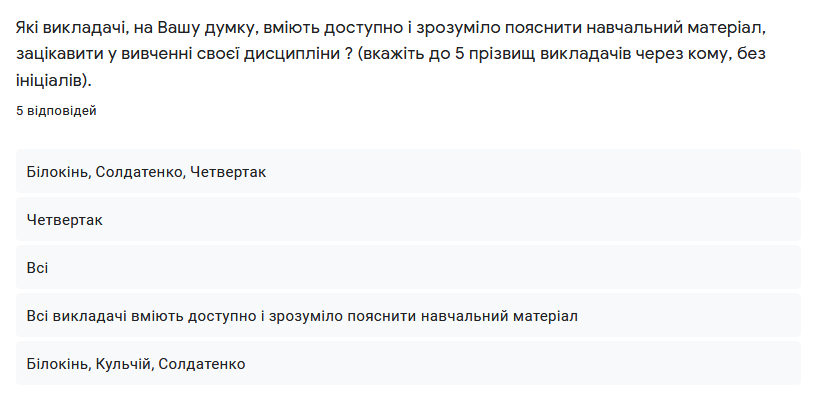 Які викладачі, на Вашу думку, вміють доступно і зрозуміло пояснити навчальний матеріал,
зацікавити у вивченні своєї дисципліни ? (вкажіть до 5 прізвищ викладачів через кому, без
ініціалів).
5 відповідей
Білокінь, Солдатенко, Четвертак
Четвертак
Всі
Всі викладачі вміють доступно і зрозуміло пояснити навчальний матеріал
Білокінь, Кульчій, Солдатенко